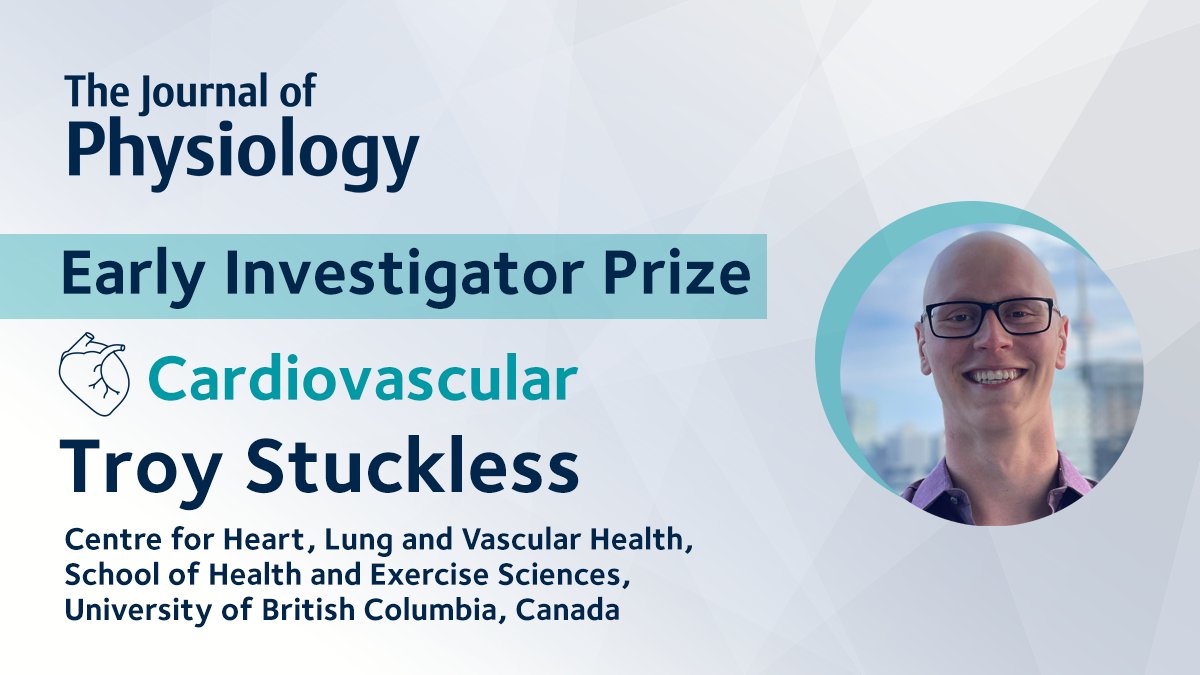 The Journal of
Physiology
Early Investigator Prize
Cardiovascular
Troy Stuckless
Centre for Heart, Lung and Vascular Health,
School of Health and Exercise Sciences,
University of British Columbia, Canada